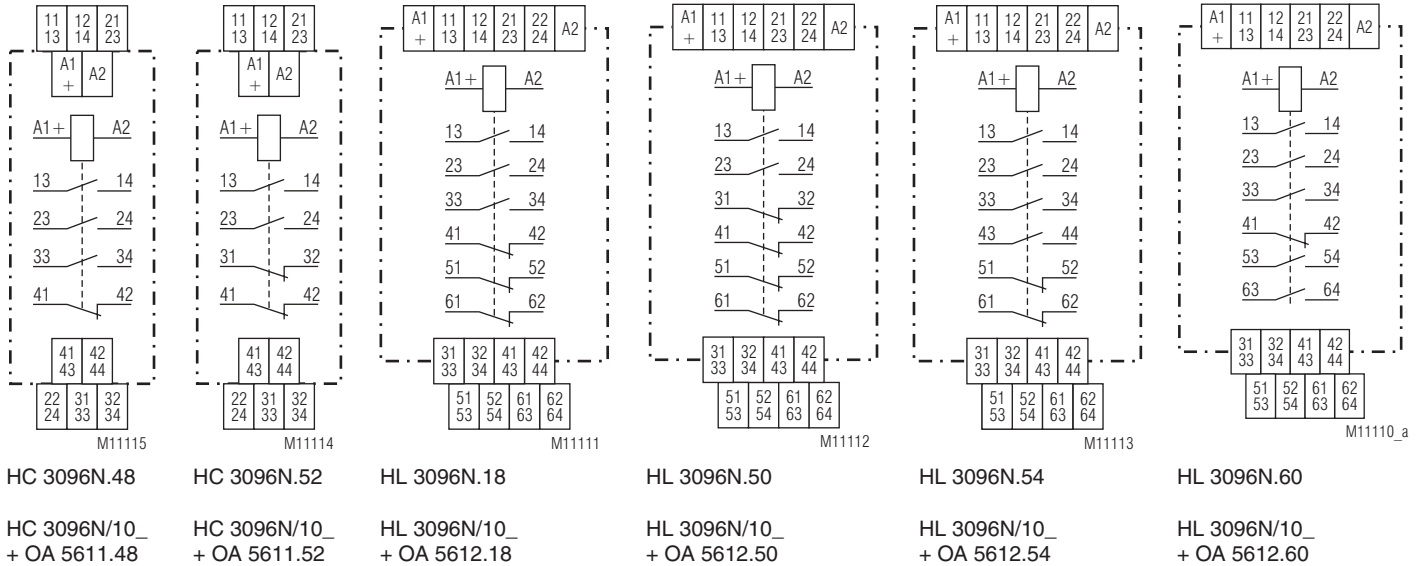 11 12 21
13 14 23
A1 A2
+
A1+ A2
13 14
23 24
33 34
41 42
41 42
43 44
22 31 32
24 33 34
M11115
HC 3096N.48
HC 3096N/10_
+ OA 5611.48
11 12 21
13 14 23
A1 A2
+
A1+ A2
13 14
23 24
31 32
41 42
41 42
43 44
22 31 32
24 33 34
M11114
HC 3096N.52
HC 3096N/10_
+ OA 5611.52
A1 11 12 21 22 A2
+ 13 14 23 24
A1+ A2
13 14
23 24
33 34
41 42
51 52
61 62
31 32 41 42
33 34 43 44
51 52 61 62
53 54 63 64
M11111
HL 3096N.18
HL 3096N/10_
+ OA 5612.18
A1 11 12 21 22 A2
+ 13 14 23 24
A1+ A2
13 14
23 24
31 32
41 42
51 52
61 62
31 32 41 42
33 34 43 44
51 52 61 62
53 54 63 64
M11112
HL 3096N.50
HL 3096N/10_
+ OA 5612.50
A1 11 12 21 22 A2
+ 13 14 23 24
A1+ A2
13 14
23 24
33 34
43 44
51 52
61 62
31 32 41 42
33 34 43 44
51 52 61 62
53 54 63 64
M11113
HL 3096N.54
HL 3096N/10_
+ OA 5612.54
A1 11 12 21 22 A2
+ 13 14 23 24
A1+ A2
13 14
23 24
33 34
41 42
53 54
63 64
31 32 41 42
33 34 43 44
51 52 61 62
53 54 63 64
M11110_a
HL 3096N.60
HL 3096N/10_
+ OA 5612.60